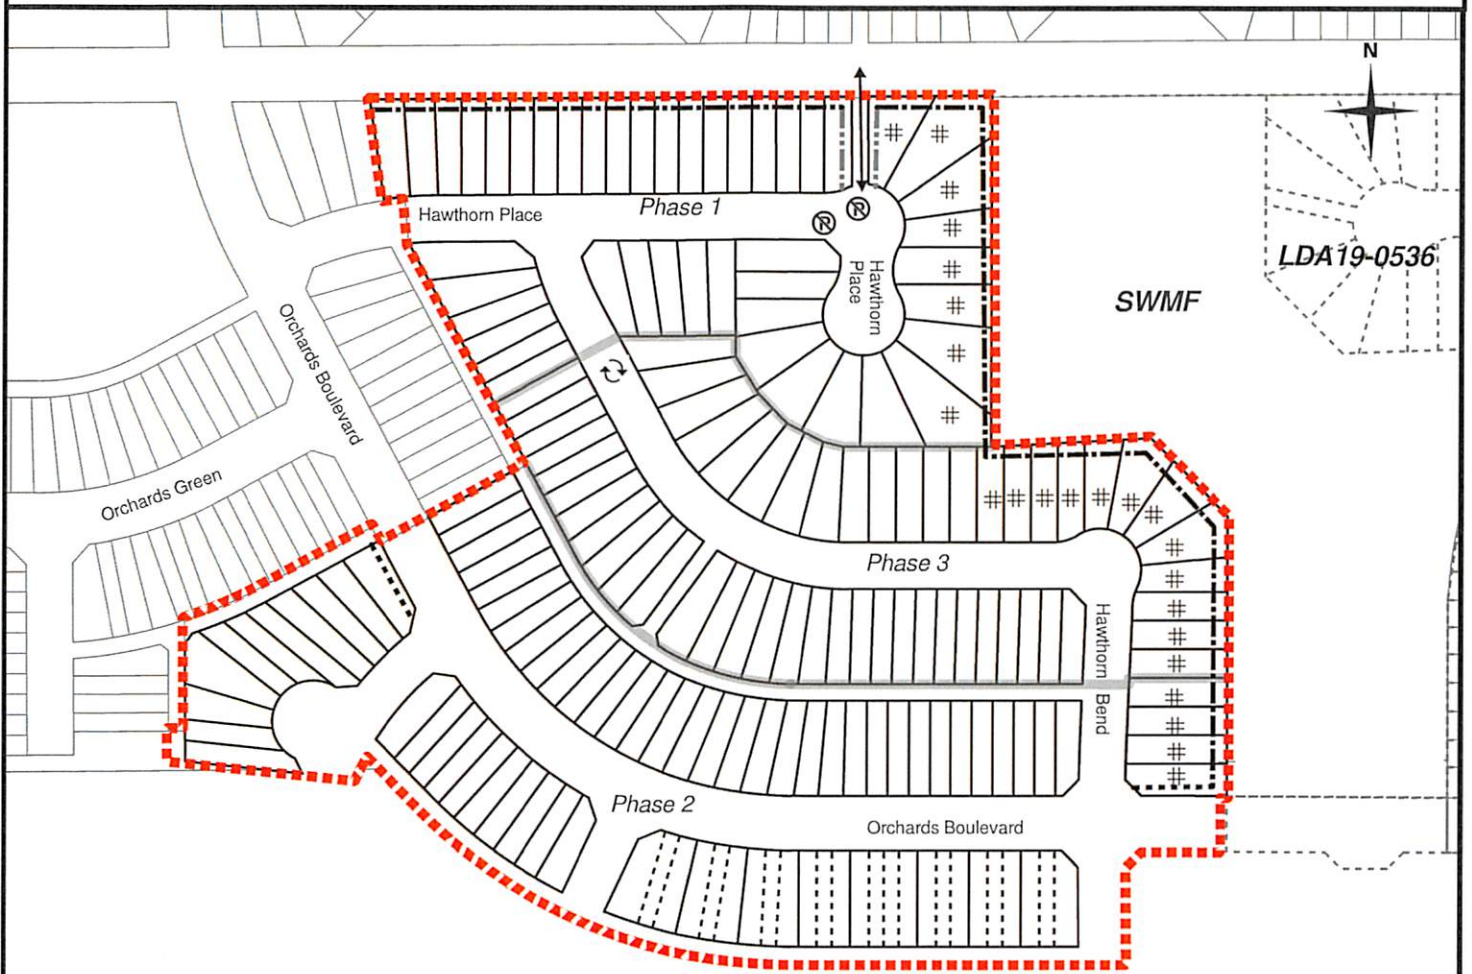 N
Hawthorn Place
Phase 1
LDA19-0536
Hawthorn
Place
SWMF
Orchards Boulevard
Orchards Green
Phase 3
Hawthorn Bend
Phase 2
Orchards Boulevard